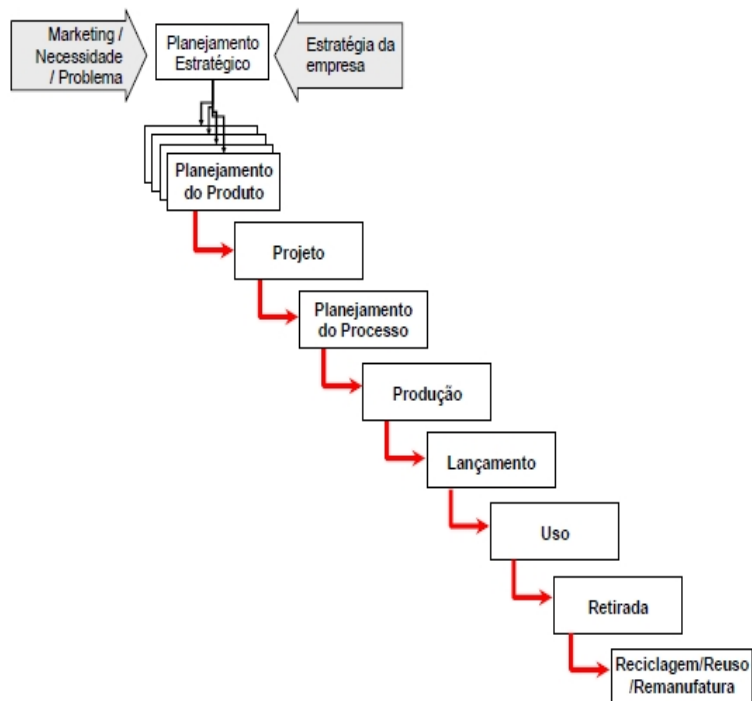 Marketing /
Necessidade
/ Problema
Planejamento
Estratégico
Estratégia da
empresa
Planejamento
do Produto
Projeto
Planejamento
do Processo
Produção
Lançamento
Uso
Retirada
Reciclagem/Reuso
/Remanufatura